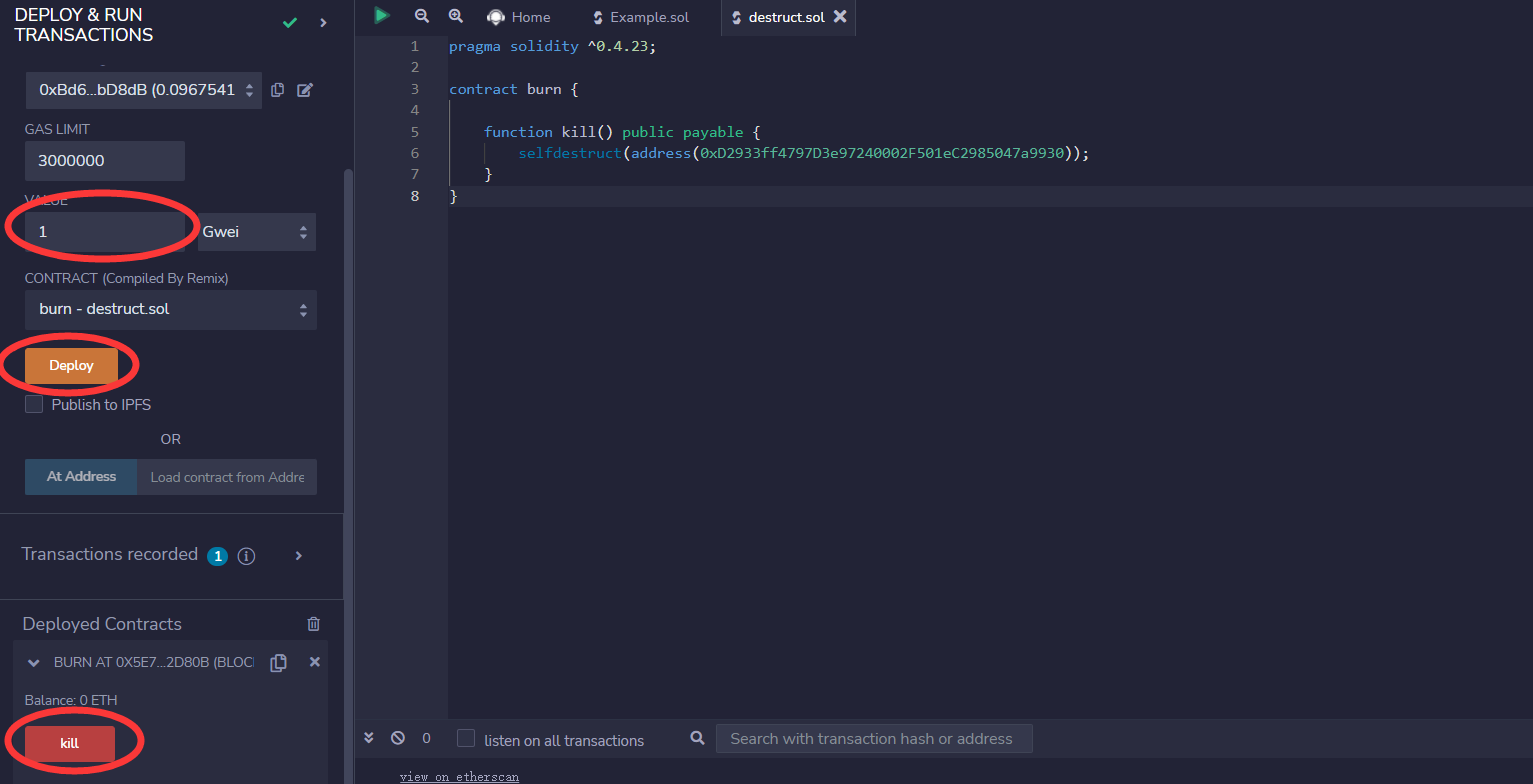 DEPLOY & RUN
TRANSACTIONS
0xBd6...bD8dB (0.0967541
GAS LIMIT
3000000
VALUE
1
Gwei
CONTRACT (Compiled By Remix)
burn - destruct.sol
Deploy
Publish to IPFS
OR
At Address
Load contract from Addre
Transactions recorded 1 i
Deployed Contracts
BURN AT 0X5E7...2D80B (BLOC
Balance: 0 ETH
kill
Home
Example.sol
destruct.sol
1 pragma solidity ^0.4.23;
2
3 contract burn {
4
5 function kill() public payable {
6 selfdestruct(address(0xD2933ff4797D3e97240002F501eC2985047a9930));
7 }
8 }
0
listen on all transactions
Search with transaction hash or address
view on etherscan